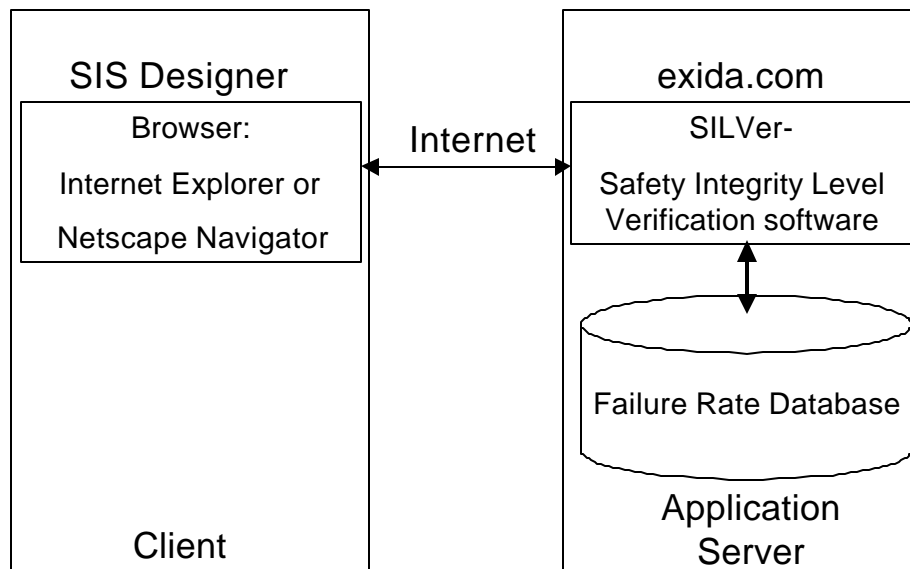 SIS Designer
Browser:
Internet Explorer or
Netscape Navigator
Client
Internet
exida.com
SILVer-
Safety Integrity Level
Verification software
Failure Rate Database
Application
Server